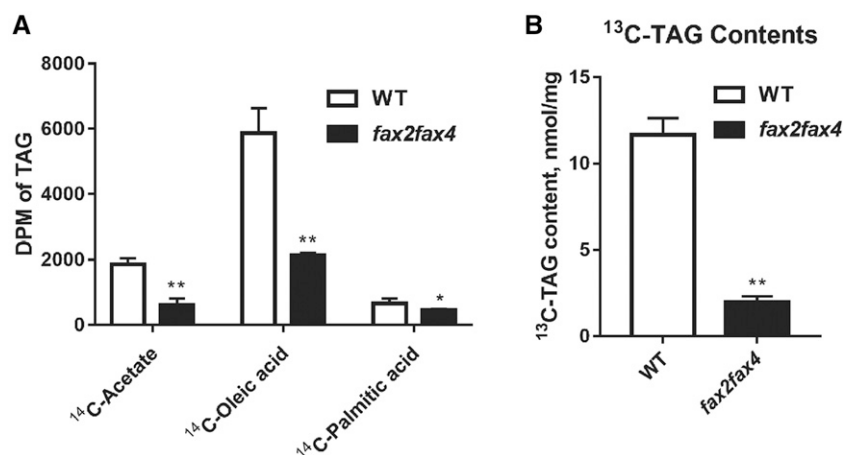 A
8000
6000
4000
2000
0
DPM of TAG
WT
fax2fax4
**
**
*
14C-Acetate
14C-Oleic acid
14C-Palmitic acid
B
13C-TAG Contents
15
10
5
0
13C-TAG content, nmol/mg
WT
fax2fax4
**
WT
fax2fax4